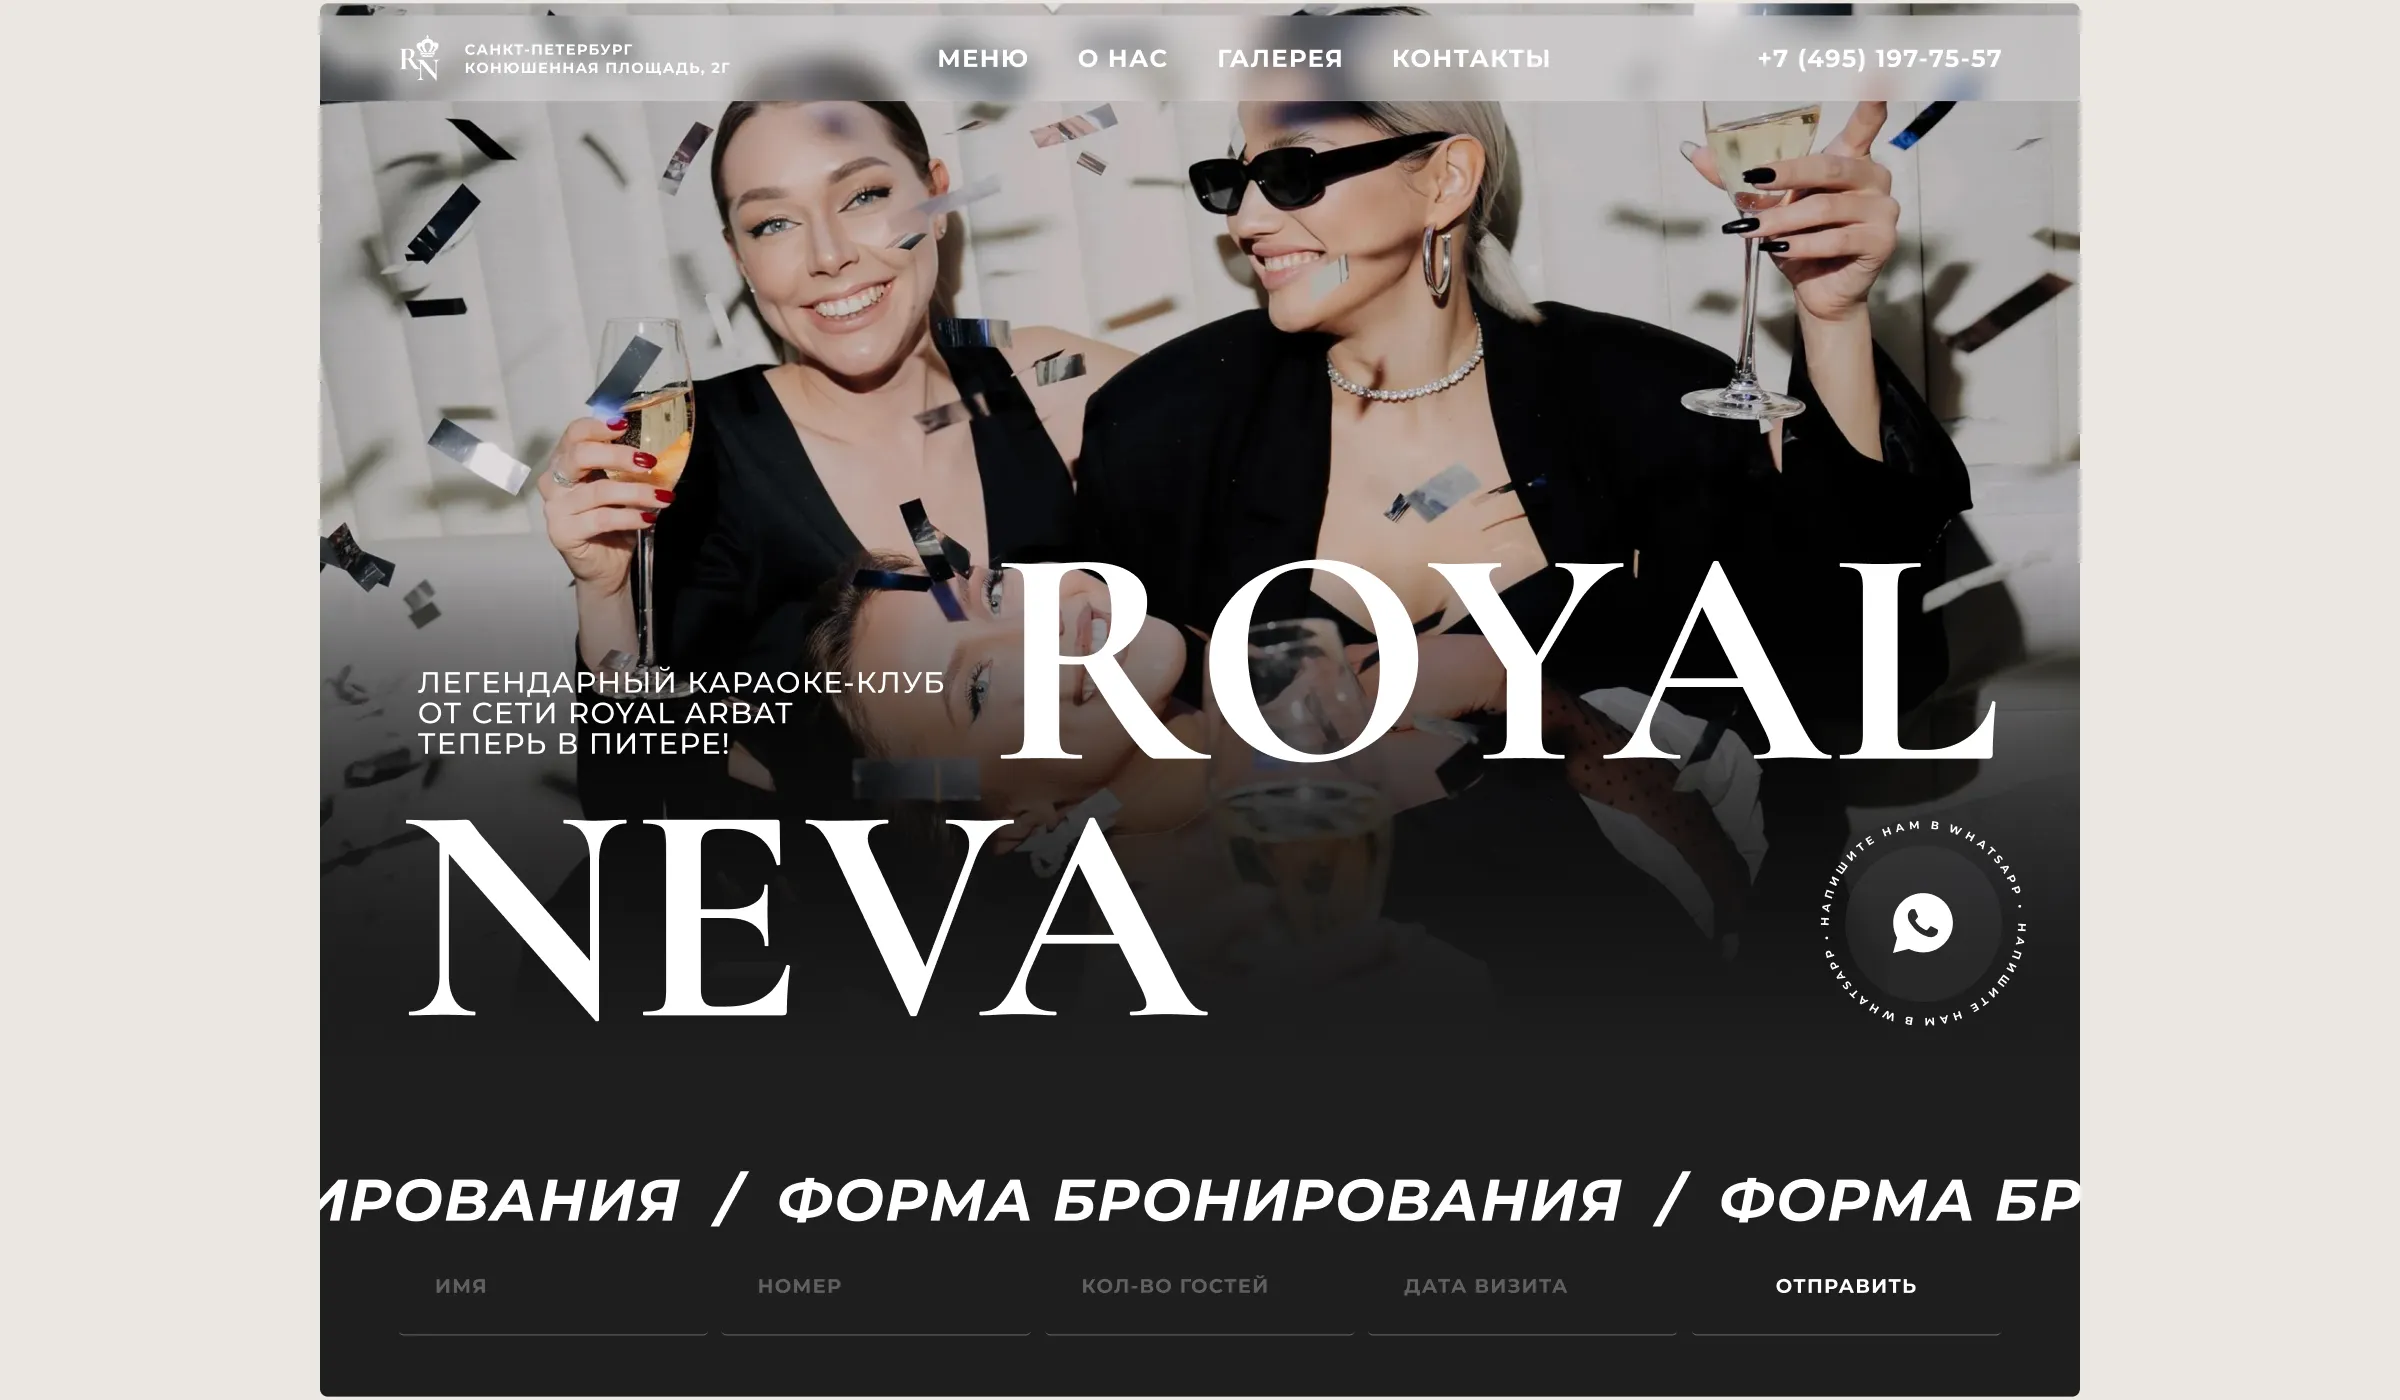 RN
САНКТ-ПЕТЕРБУРГ
КОНЮШЕННАЯ ПЛОЩАДЬ, 2Г
МЕНЮ
О НАС
ГАЛЕРЕЯ
КОНТАКТЫ
+7 (495) 197-75-57
ЛЕГЕНДАРНЫЙ КАРАОКЕ-КЛУБ
ОТ СЕТИ ROYAL ARBAT
ТЕПЕРЬ В ПИТЕРЕ!
ROYAL
NEVA
НАПИШИТЕ НАМ В WHATSAPP • НАПИШИТЕ НАМ В WHATSAPP •
ИРОВАНИЯ / ФОРМА БРОНИРОВАНИЯ / ФОРМА БР
ИМЯ
НОМЕР
КОЛ-ВО ГОСТЕЙ
ДАТА ВИЗИТА
ОТПРАВИТЬ